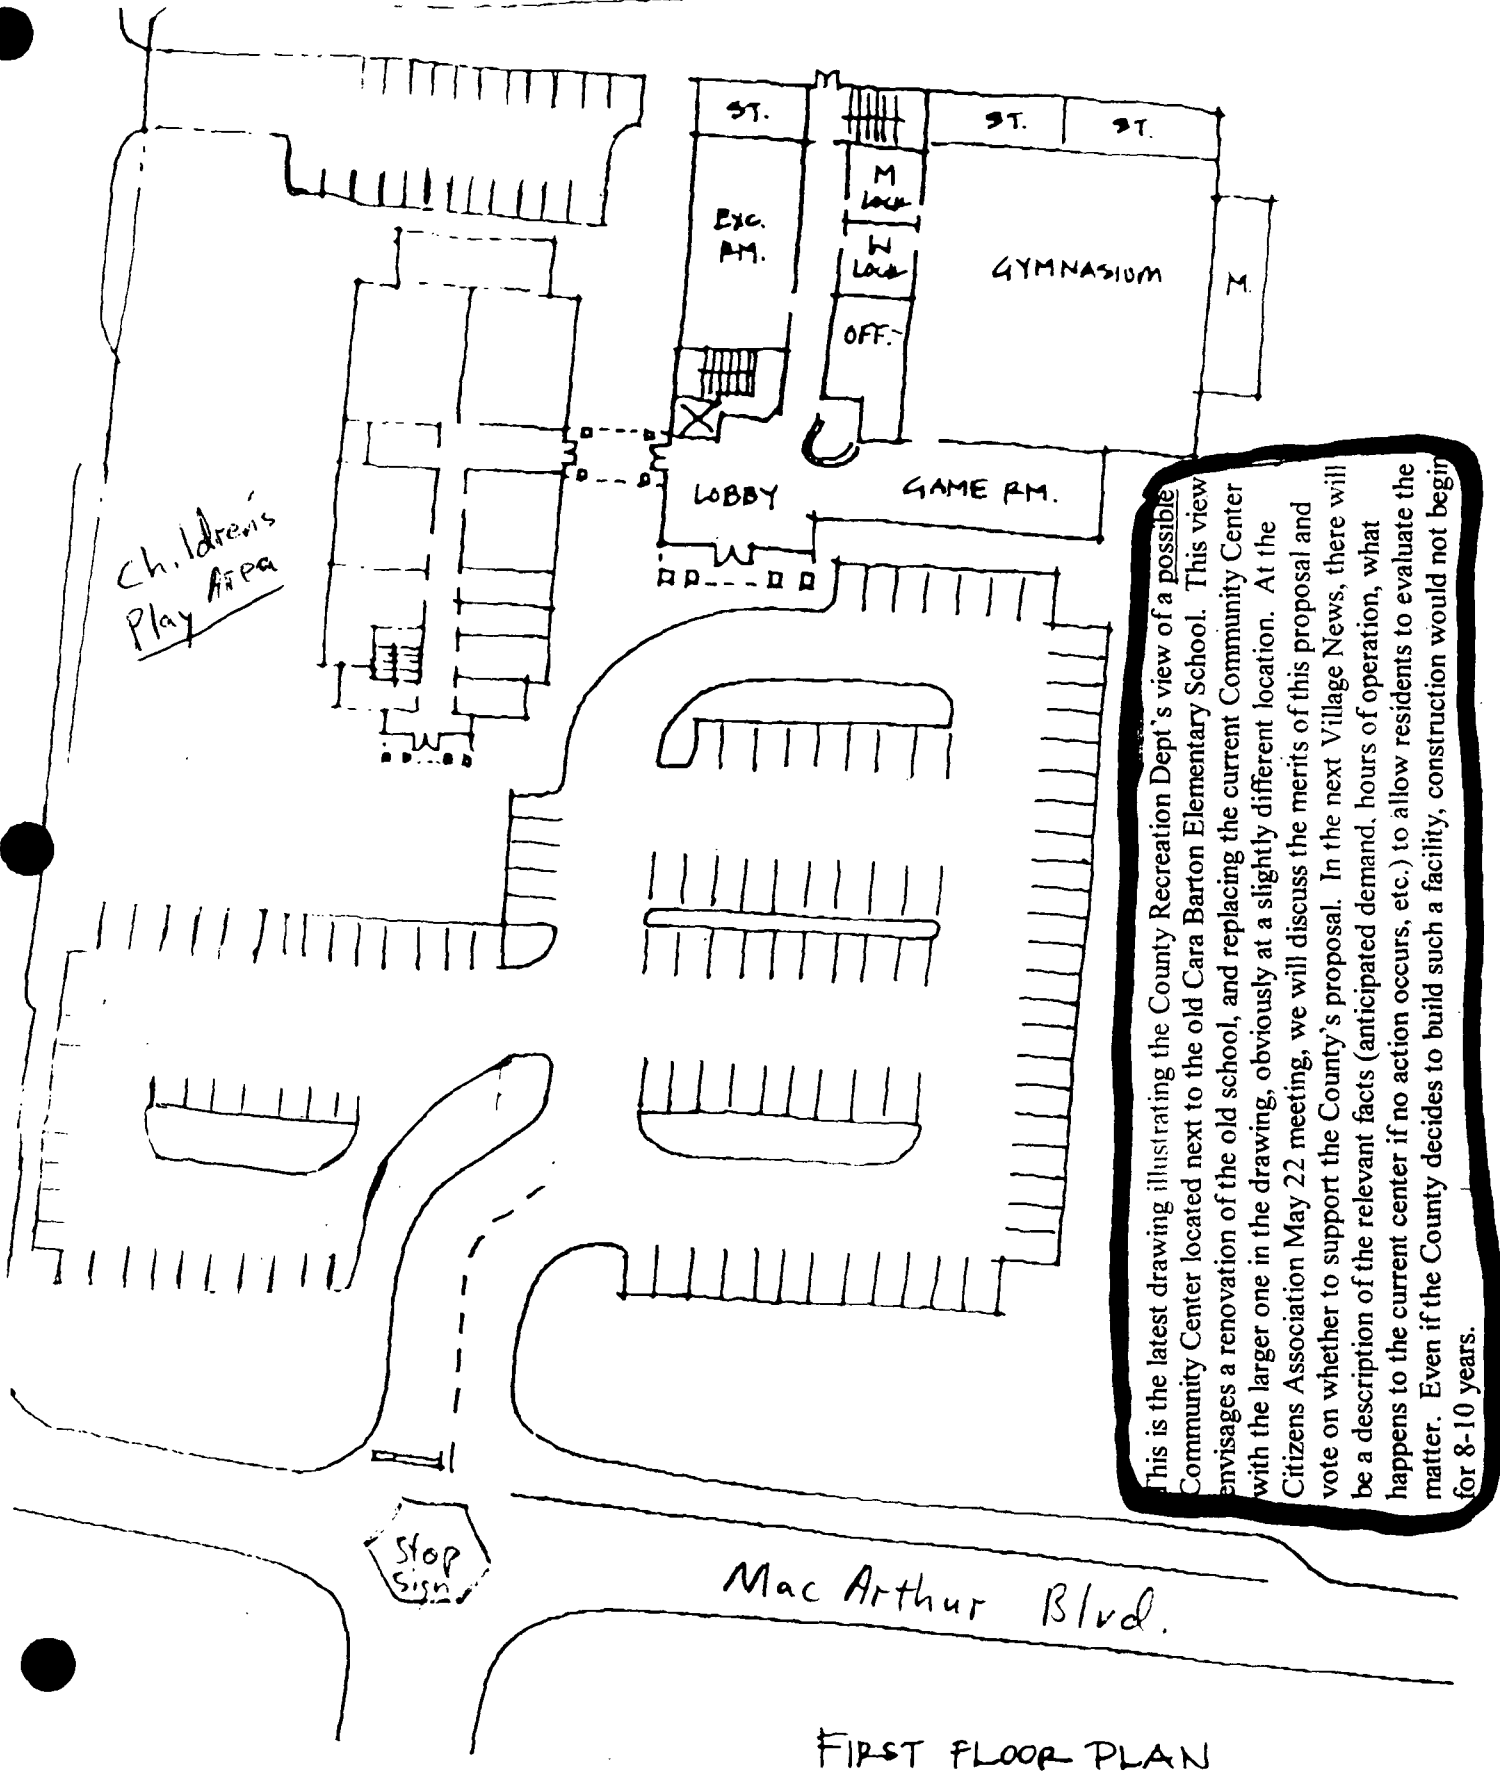 ST.
ST.
ST.
M
LOCK
EXC.
RM.
W
LOCK
GYMNASIUM
M.
OFF.
LOBBY
GAME RM.
Children's
Play Area
This is the latest drawing illustrating the County Recreation Dept's view of a possible
Community Center located next to the old Cara Barton Elementary School. This view
envisages a renovation of the old school, and replacing the current Community Center
with the larger one in the drawing, obviously at a slightly different location. At the
Citizens Association May 22 meeting, we will discuss the merits of this proposal and
vote on whether to support the County's proposal. In the next Village News, there will
be a description of the relevant facts (anticipated demand, hours of operation, what
happens to the current center if no action occurs, etc.) to allow residents to evaluate the
matter. Even if the County decides to build such a facility, construction would not begin
for 8-10 years.
Stop
Sign
Mac Arthur Blvd.
FIRST FLOOR PLAN